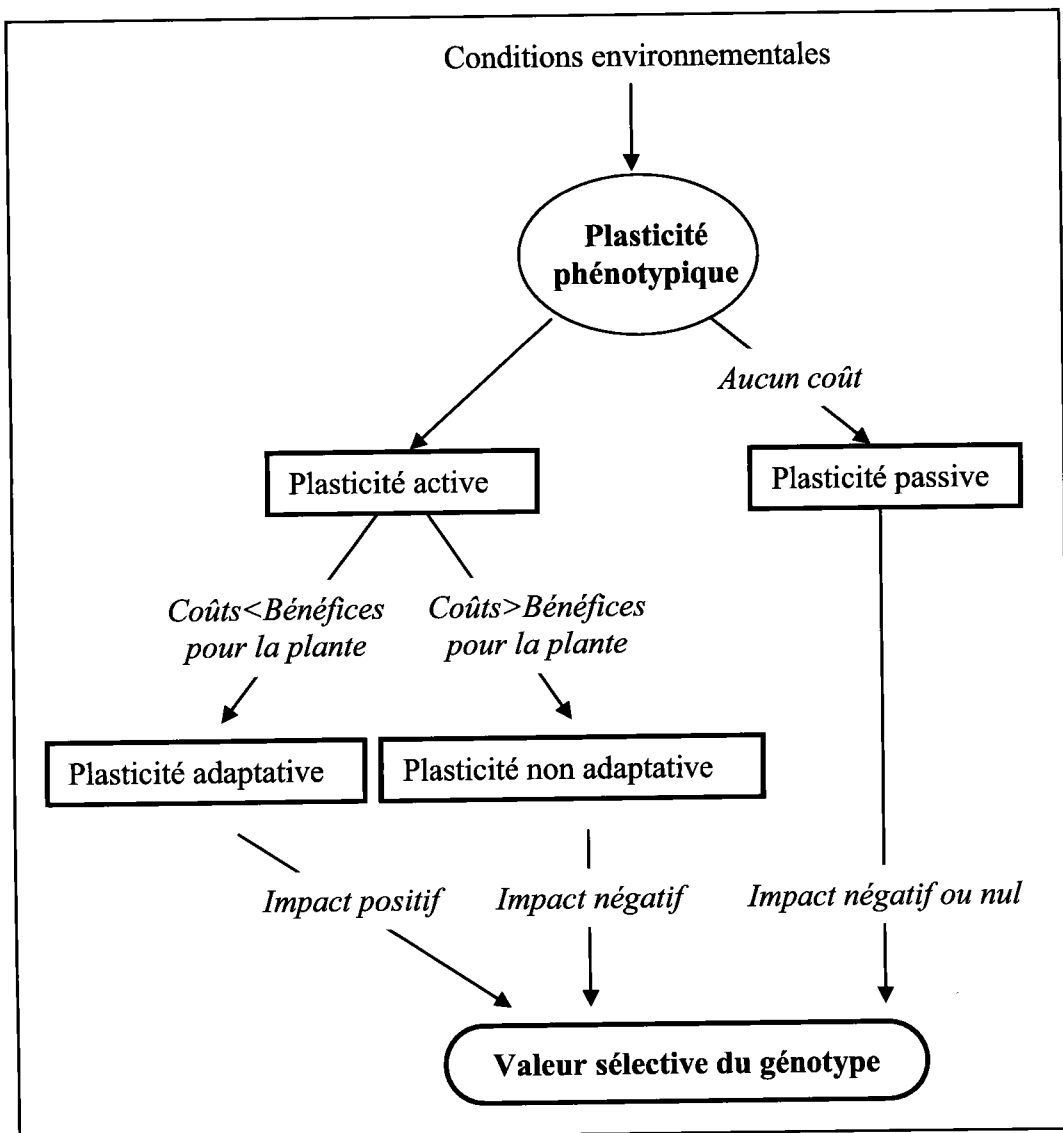 Conditions environnementales
Plasticité
phénotypique
Aucun coût
Plasticité active
Plasticité passive
Coûts<Bénéfices
pour la plante
Coûts>Bénéfices
pour la plante
Plasticité adaptative
Plasticité non adaptative
Impact positif
Impact négatif
Impact négatif ou nul
Valeur sélective du génotype